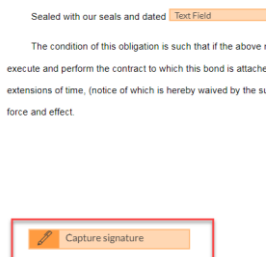 Sealed with our seals and dated Text Field
The condition of this obligation is such that if the above
execute and perform the contract to which this bond is attache
extensions of time, (notice of which is hereby waived by the su
force and effect.
Capture signature